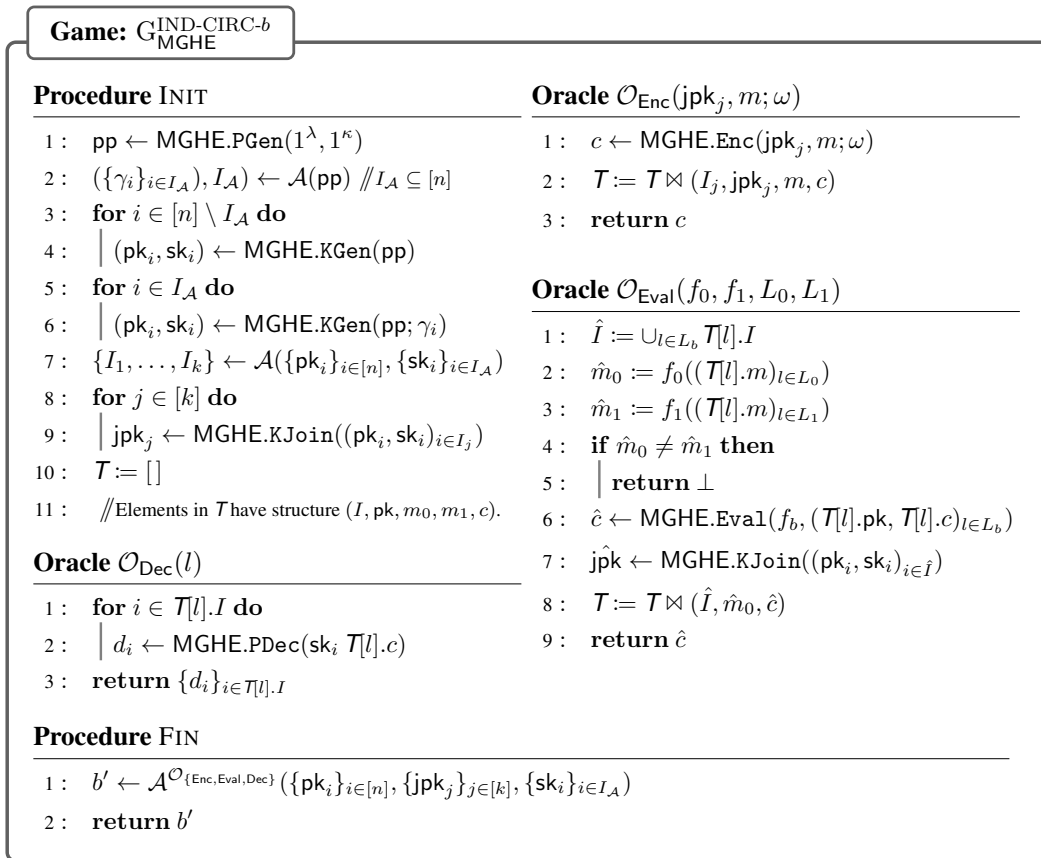 Game: G_MGHE^IND-CIRC-b
Procedure INIT
1 : pp ← MGHE.PGen(1^λ, 1^κ)
2 : ({γ_i}_{i∈I_𝒜}), I_𝒜) ← 𝒜(pp) //I_𝒜 ⊆ [n]
3 : for i ∈ [n] \ I_𝒜 do
4 : (pk_i, sk_i) ← MGHE.KGen(pp)
5 : for i ∈ I_𝒜 do
6 : (pk_i, sk_i) ← MGHE.KGen(pp; γ_i)
7 : {I_1, . . . , I_k} ← 𝒜({pk_i}_{i∈[n]}, {sk_i}_{i∈I_𝒜})
8 : for j ∈ [k] do
9 : jpk_j ← MGHE.KJoin((pk_i, sk_i)_{i∈I_j})
10 : T := [ ]
11 : //Elements in T have structure (I, pk, m_0, m_1, c).
Oracle 𝒪_Dec(l)
1 : for i ∈ T[l].I do
2 : d_i ← MGHE.PDec(sk_i T[l].c)
3 : return {d_i}_{i∈T[l].I}
Oracle 𝒪_Enc(jpk_j, m; ω)
1 : c ← MGHE.Enc(jpk_j, m; ω)
2 : T := T ⋈ (I_j, jpk_j, m, c)
3 : return c
Oracle 𝒪_Eval(f_0, f_1, L_0, L_1)
1 : Î := ∪_{l∈L_b} T[l].I
2 : m̂_0 := f_0((T[l].m)_{l∈L_0})
3 : m̂_1 := f_1((T[l].m)_{l∈L_1})
4 : if m̂_0 ≠ m̂_1 then
5 : return ⊥
6 : ĉ ← MGHE.Eval(f_b, (T[l].pk, T[l].c)_{l∈L_b})
7 : jp̂k ← MGHE.KJoin((pk_i, sk_i)_{i∈Î})
8 : T := T ⋈ (Î, m̂_0, ĉ)
9 : return ĉ
Procedure FIN
1 : b′ ← 𝒜^{𝒪_{Enc,Eval,Dec}}({pk_i}_{i∈[n]}, {jpk_j}_{j∈[k]}, {sk_i}_{i∈I_𝒜})
2 : return b′